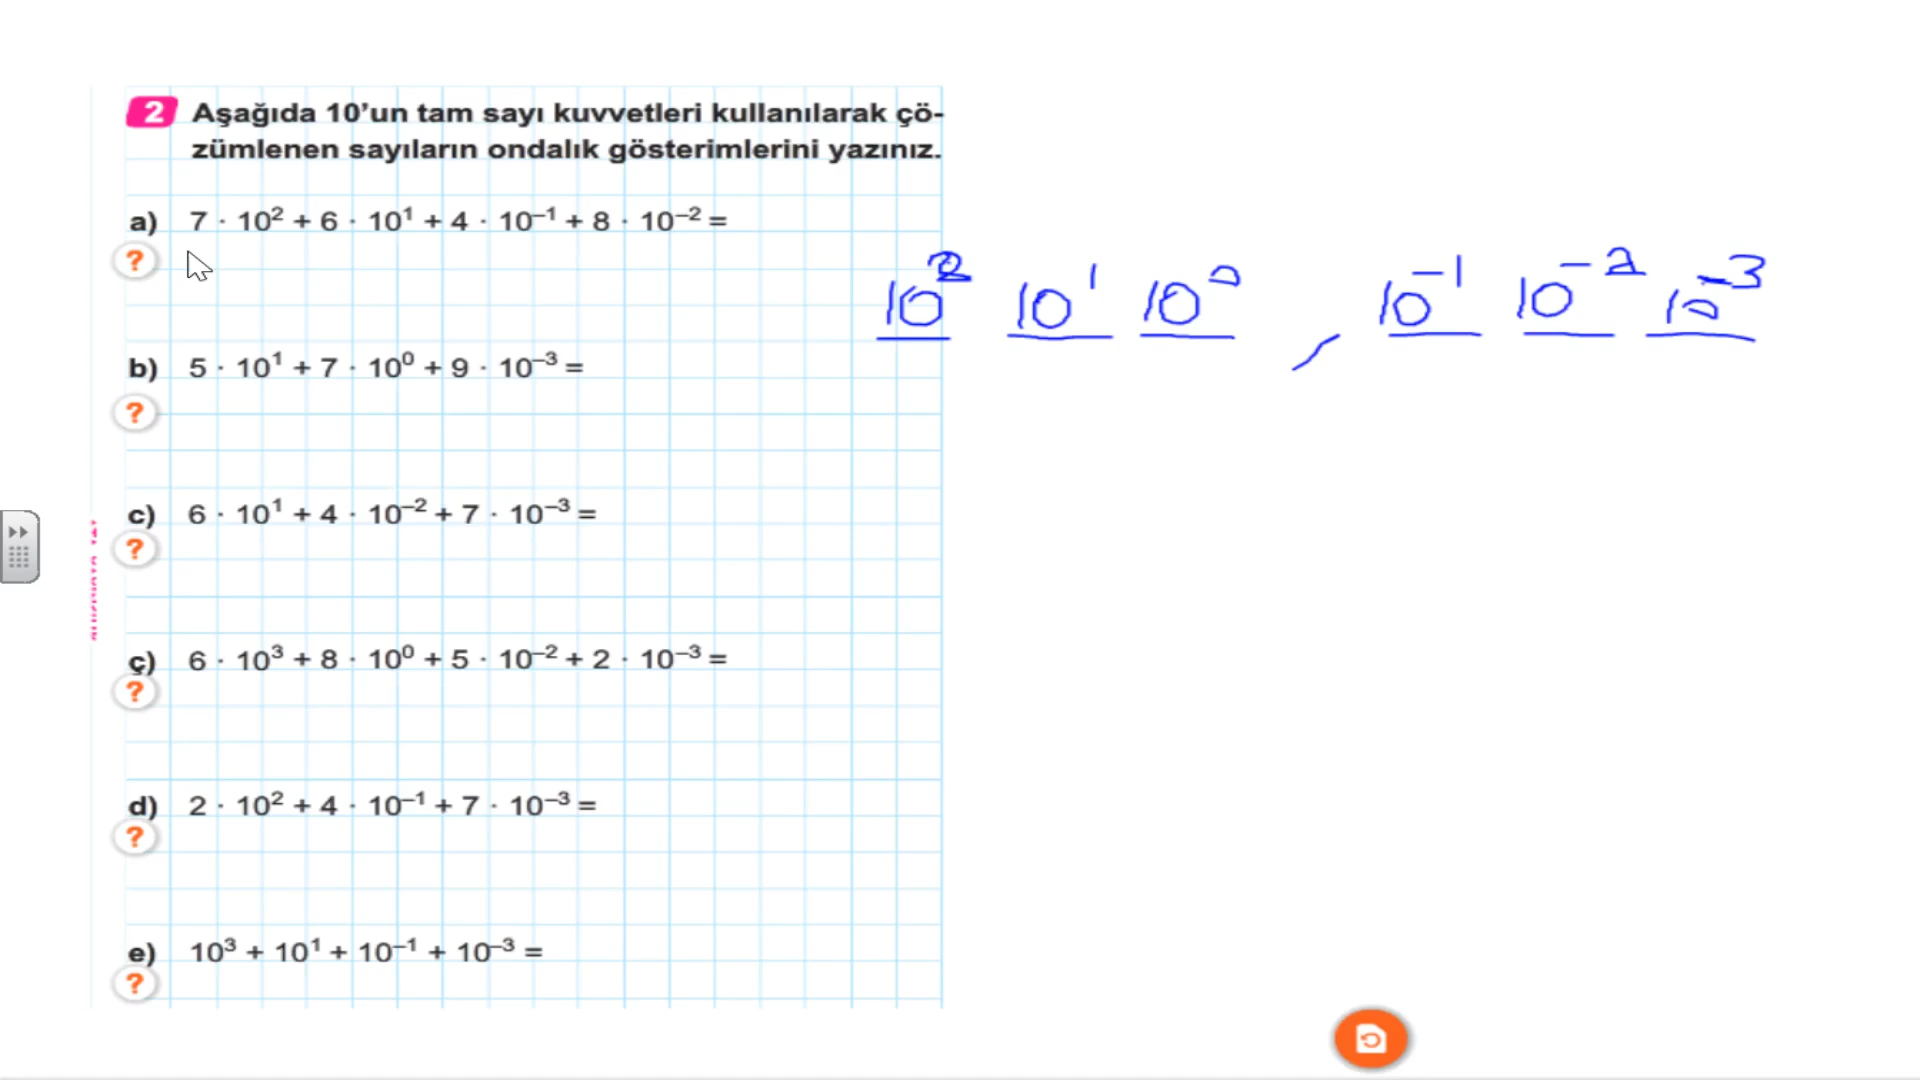 2 Aşağıda 10’un tam sayı kuvvetleri kullanılarak çö-
zümlenen sayıların ondalık gösterimlerini yazınız.
a) 7 · 10² + 6 · 10¹ + 4 · 10⁻¹ + 8 · 10⁻² =
?
10² 10¹ 10⁰ , 10⁻¹ 10⁻² 10⁻³
b) 5 · 10¹ + 7 · 10⁰ + 9 · 10⁻³ =
?
c) 6 · 10¹ + 4 · 10⁻² + 7 · 10⁻³ =
?
ç) 6 · 10³ + 8 · 10⁰ + 5 · 10⁻² + 2 · 10⁻³ =
?
d) 2 · 10² + 4 · 10⁻¹ + 7 · 10⁻³ =
?
e) 10³ + 10¹ + 10⁻¹ + 10⁻³ =
?